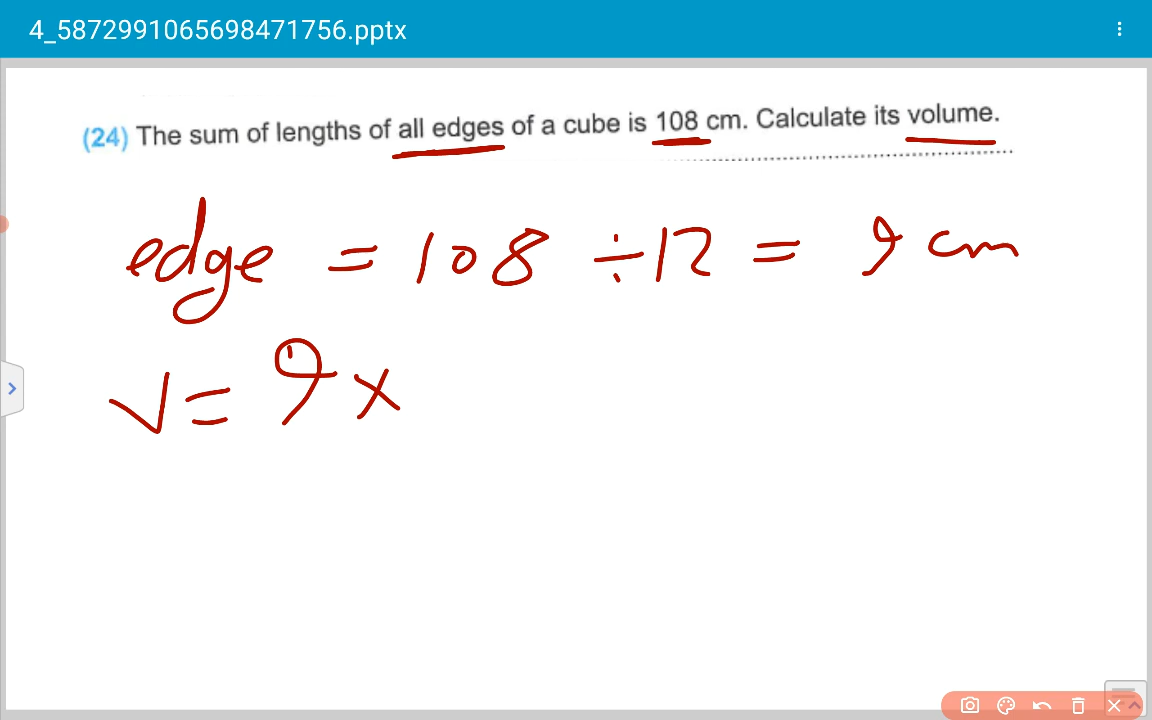 4_5872991065698471756.pptx
(24) The sum of lengths of all edges of a cube is 108 cm. Calculate its volume.
edge = 108 ÷ 12 = 9 cm
V = 9 x